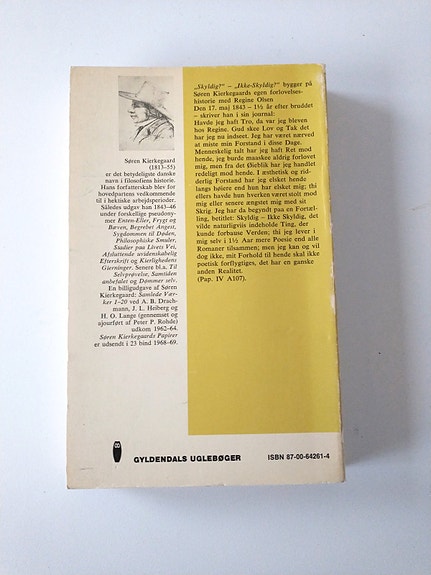 Søren Kierkegaard
(1813–55)
er det betydeligste danske
navn i filosofiens historie.
Hans forfatterskab blev for
hovedpartens vedkommende
til i hektiske arbejdsperioder.
Således udgav han 1843–46
under forskellige pseudony-
mer Enten-Eller, Frygt og
Bæven, Begrebet Angest,
Sygdommen til Døden,
Philosophiske Smuler,
Stadier paa Livets Vei,
Afsluttende uvidenskabelig
Efterskrift og Kierlighedens
Gierninger. Senere bl.a. Til
Selvprøvelse, Samtiden
anbefalet og Dømmer selv.
En billigudgave af Søren
Kierkegaard: Samlede Vær-
ker 1–20 ved A. B. Drach-
mann, J. L. Heiberg og
H. O. Lange (gennemset og
ajourført af Peter P. Rohde)
udkom 1962–64.
Søren Kierkegaards Papirer
er udsendt i 23 bind 1968–69.
„Skyldig?“ – „Ikke-Skyldig?“ bygger på
Søren Kierkegaards egen forlovelses-
historie med Regine Olsen
Den 17. maj 1843 – 1½ år efter bruddet
– skriver han i sin journal:
Havde jeg haft Tro, da var jeg bleven
hos Regine. Gud skee Lov og Tak det
har jeg nu indseet. Jeg har været nærved
at miste min Forstand i disse Dage.
Menneskelig talt har jeg haft Ret mod
hende, jeg burde maaskee aldrig forlovet
mig, men fra det Øieblik har jeg handlet
redeligt mod hende. I æsthetisk og rid-
derlig Forstand har jeg elsket hende
langt høiere end hun har elsket mig; thi
ellers havde hun hverken været stolt mod
mig eller senere ængstet mig med sit
Skrig. Jeg har da begyndt paa en Fortæl-
ling, betitlet: Skyldig – Ikke Skyldig, det
vilde naturligviis indeholde Ting, der
kunde forbause Verden; thi jeg lever i
mig selv i 1½ Aar mere Poesie end alle
Romaner tilsammen; men jeg kan og vil
dog ikke, mit Forhold til hende skal ikke
poetisk forflygtiges, det har en ganske
anden Realitet.
(Pap. IV A107).
GYLDENDALS UGLEBØGER
ISBN 87-00-64261-4